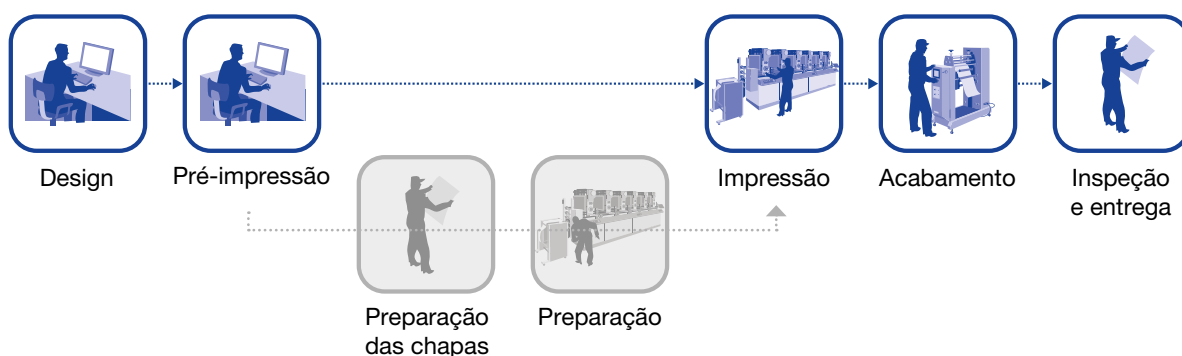 Design
Pré-impressão
Impressão
Acabamento
Inspeção
e entrega
Preparação
das chapas
Preparação